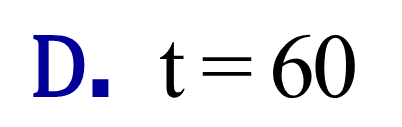 D. t = 60